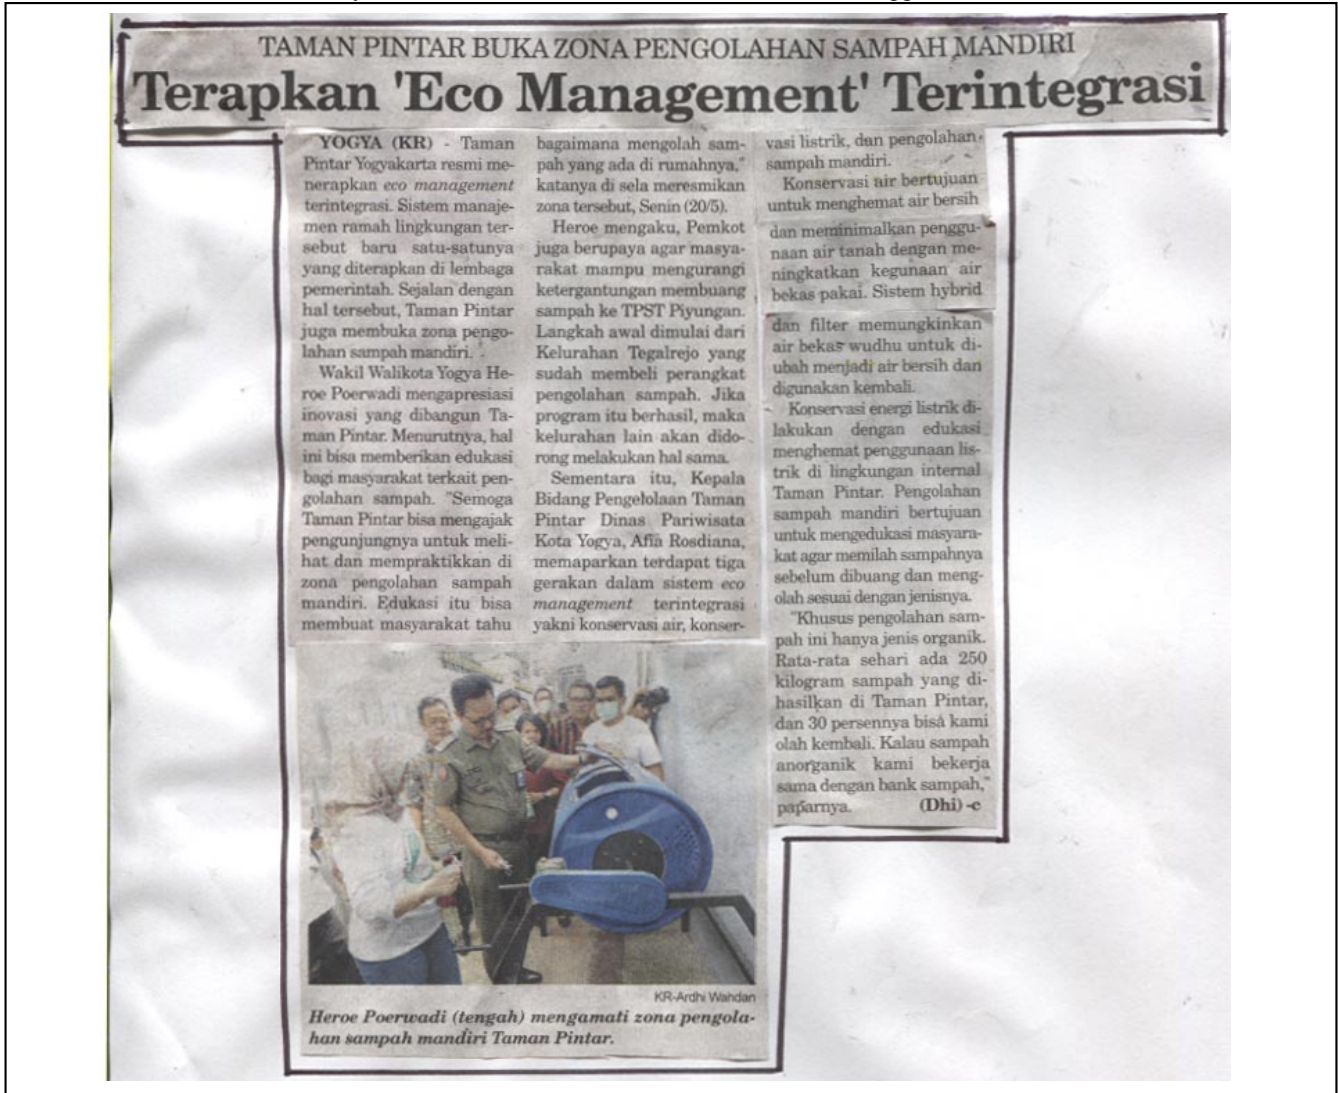 TAMAN PINTAR BUKA ZONA PENGOLAHAN SAMPAH MANDIRI
Terapkan 'Eco Management' Terintegrasi
YOGYA (KR) - Taman
Pintar Yogyakarta resmi me-
nerapkan eco management
terintegrasi. Sistem manaje-
men ramah lingkungan ter-
sebut baru satu-satunya
yang diterapkan di lembaga
pemerintah. Sejalan dengan
hal tersebut, Taman Pintar
juga membuka zona pengo-
lahan sampah mandiri.
Wakil Walikota Yogya He-
roe Poerwadi mengapresiasi
inovasi yang dibangun Ta-
man Pintar. Menurutnya, hal
ini bisa memberikan edukasi
bagi masyarakat terkait pen-
golahan sampah. "Semoga
Taman Pintar bisa mengajak
pengunjungnya untuk meli-
hat dan mempraktikkan di
zona pengolahan sampah
mandiri. Edukasi itu bisa
membuat masyarakat tahu
bagaimana mengolah sam-
pah yang ada di rumahnya,"
katanya di sela meresmikan
zona tersebut, Senin (20/5).
Heroe mengaku, Pemkot
juga berupaya agar masya-
rakat mampu mengurangi
ketergantungan membuang
sampah ke TPST Piyungan.
Langkah awal dimulai dari
Kelurahan Tegalrejo yang
sudah membeli perangkat
pengolahan sampah. Jika
program itu berhasil, maka
kelurahan lain akan dido-
rong melakukan hal sama.
Sementara itu, Kepala
Bidang Pengelolaan Taman
Pintar Dinas Pariwisata
Kota Yogya, Afia Rosdiana,
memaparkan terdapat tiga
gerakan dalam sistem eco
management terintegrasi
yakni konservasi air, konser-
vasi listrik, dan pengolahan
sampah mandiri.
Konservasi air bertujuan
untuk menghemat air bersih
dan meminimalkan penggu-
naan air tanah dengan me-
ningkatkan kegunaan air
bekas pakai. Sistem hybrid
dan filter memungkinkan
air bekas wudhu untuk di-
ubah menjadi air bersih dan
digunakan kembali.
Konservasi energi listrik di-
lakukan dengan edukasi
menghemat penggunaan lis-
trik di lingkungan internal
Taman Pintar. Pengolahan
sampah mandiri bertujuan
untuk mengedukasi masyara-
kat agar memilah sampahnya
sebelum dibuang dan meng-
olah sesuai dengan jenisnya.
"Khusus pengolahan sam-
pah ini hanya jenis organik.
Rata-rata sehari ada 250
kilogram sampah yang di-
hasilkan di Taman Pintar,
dan 30 persennya bisa kami
olah kembali. Kalau sampah
anorganik kami bekerja
sama dengan bank sampah,"
paparnya. (Dhi) -c
KR-Ardhi Wahdan
Heroe Poerwadi (tengah) mengamati zona pengola-
han sampah mandiri Taman Pintar.